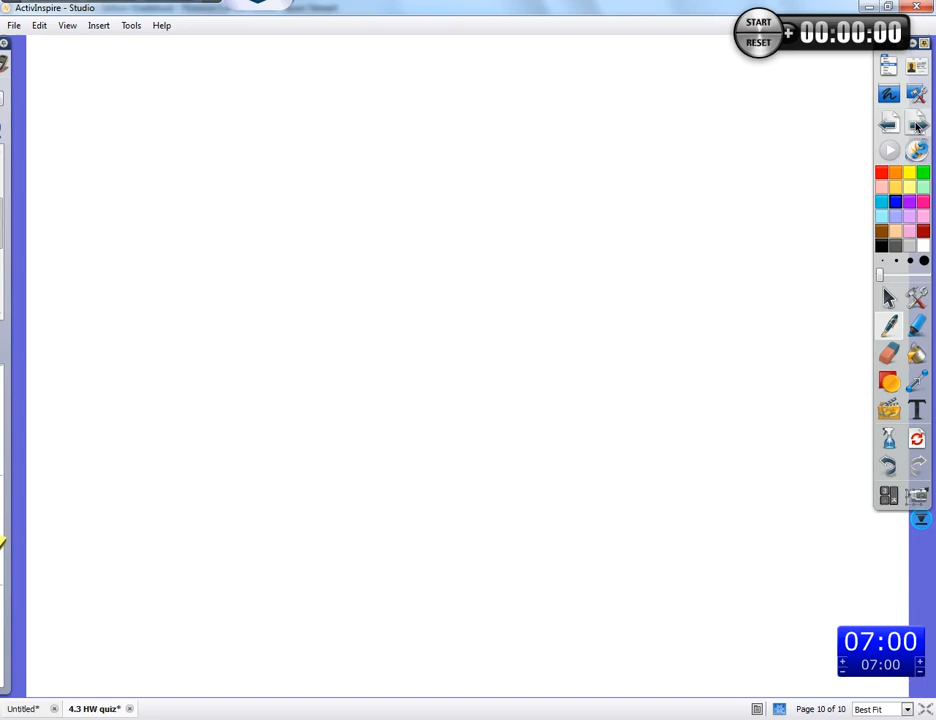 ActivInspire - Studio
File Edit View Insert Tools Help
START
RESET
00:00:00
T
07:00
07:00
Untitled* 4.3 HW quiz* Page 10 of 10 Best Fit